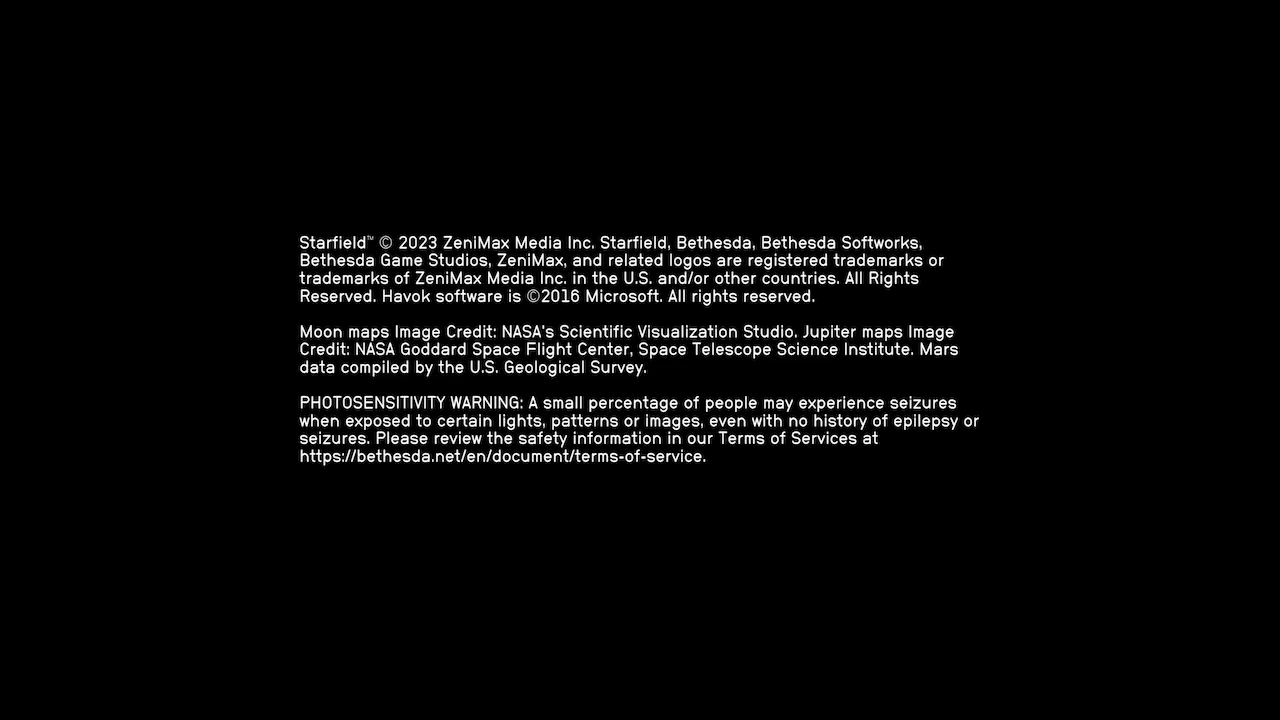 Starfield™ © 2023 ZeniMax Media Inc. Starfield, Bethesda, Bethesda Softworks,
Bethesda Game Studios, ZeniMax, and related logos are registered trademarks or
trademarks of ZeniMax Media Inc. in the U.S. and/or other countries. All Rights
Reserved. Havok software is ©2016 Microsoft. All rights reserved.
Moon maps Image Credit: NASA's Scientific Visualization Studio. Jupiter maps Image
Credit: NASA Goddard Space Flight Center, Space Telescope Science Institute. Mars
data compiled by the U.S. Geological Survey.
PHOTOSENSITIVITY WARNING: A small percentage of people may experience seizures
when exposed to certain lights, patterns or images, even with no history of epilepsy or
seizures. Please review the safety information in our Terms of Services at
https://bethesda.net/en/document/terms-of-service.